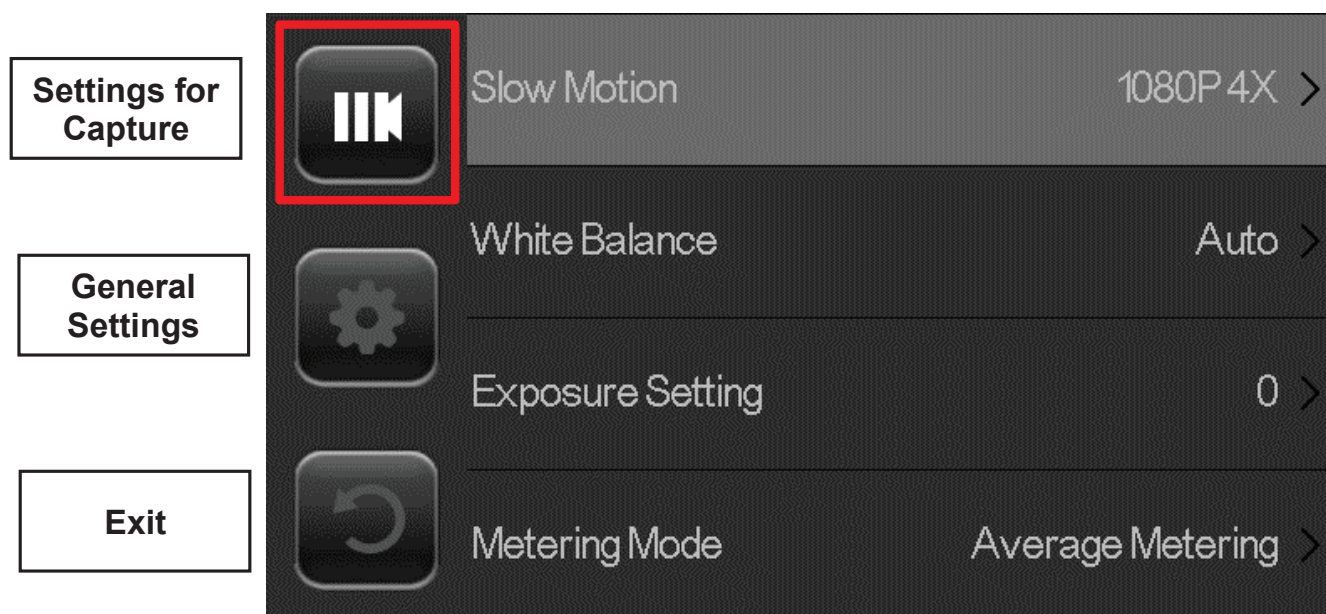 Settings for
Capture
Slow Motion 1080P 4X >
White Balance Auto >
General
Settings
Exposure Setting 0 >
Exit
Metering Mode Average Metering >